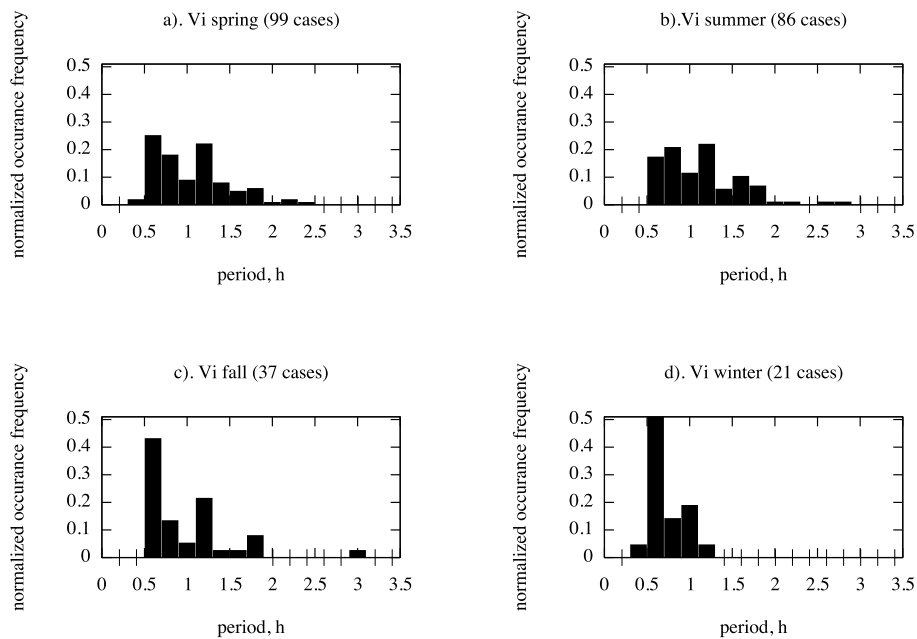 a). Vi spring (99 cases)
normalized occurance frequency
0.5
0.4
0.3
0.2
0.1
0
0 0.5 1 1.5 2 2.5 3 3.5
period, h
b).Vi summer (86 cases)
normalized occurance frequency
0.5
0.4
0.3
0.2
0.1
0
0 0.5 1 1.5 2 2.5 3 3.5
period, h
c). Vi fall (37 cases)
normalized occurance frequency
0.5
0.4
0.3
0.2
0.1
0
0 0.5 1 1.5 2 2.5 3 3.5
period, h
d). Vi winter (21 cases)
normalized occurance frequency
0.5
0.4
0.3
0.2
0.1
0
0 0.5 1 1.5 2 2.5 3 3.5
period, h